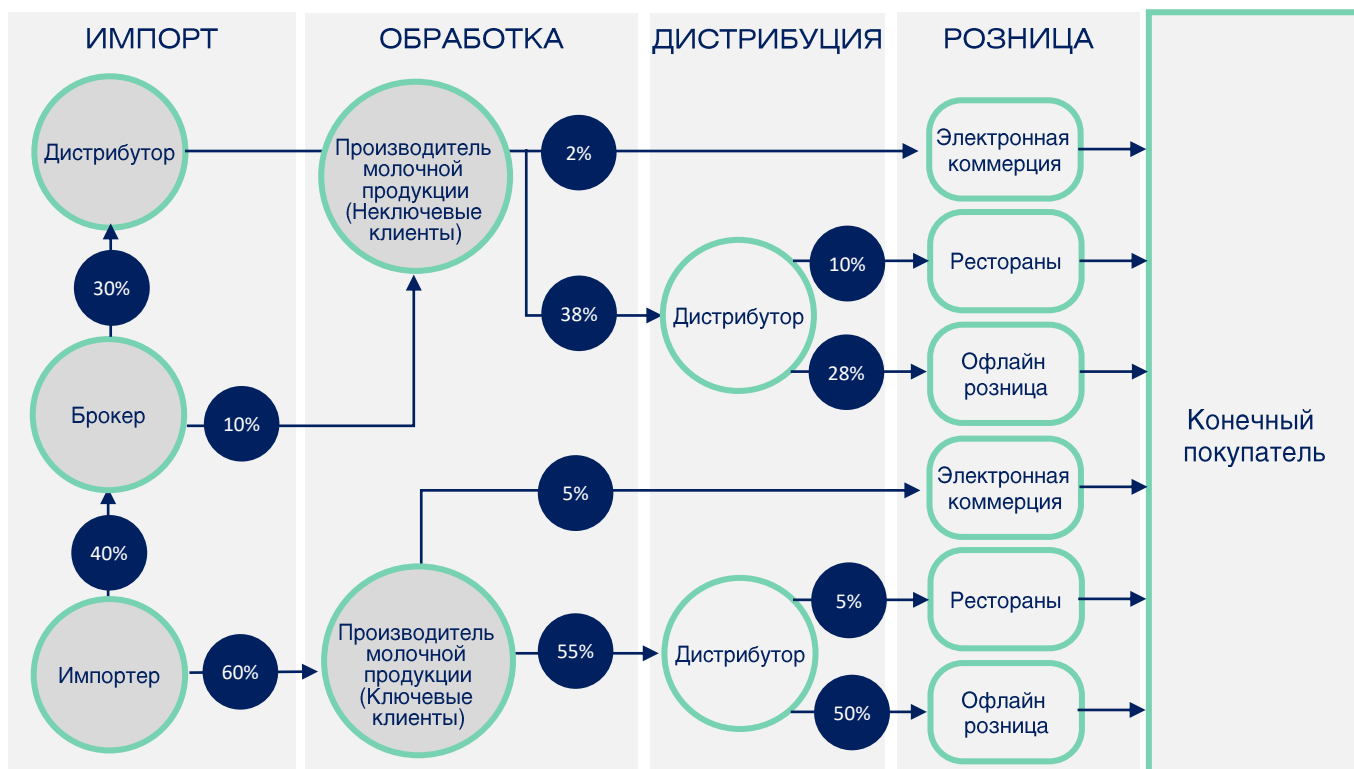 ИМПОРТ
ОБРАБОТКА
ДИСТРИБУЦИЯ
РОЗНИЦА
Дистрибутор
30%
Брокер
10%
40%
Импортер
60%
Производитель
молочной
продукции
(Неключевые
клиенты)
2%
38%
5%
Производитель
молочной
продукции
(Ключевые
клиенты)
55%
Дистрибутор
10%
28%
Дистрибутор
5%
50%
Электронная
коммерция
Рестораны
Офлайн
розница
Электронная
коммерция
Рестораны
Офлайн
розница
Конечный
покупатель